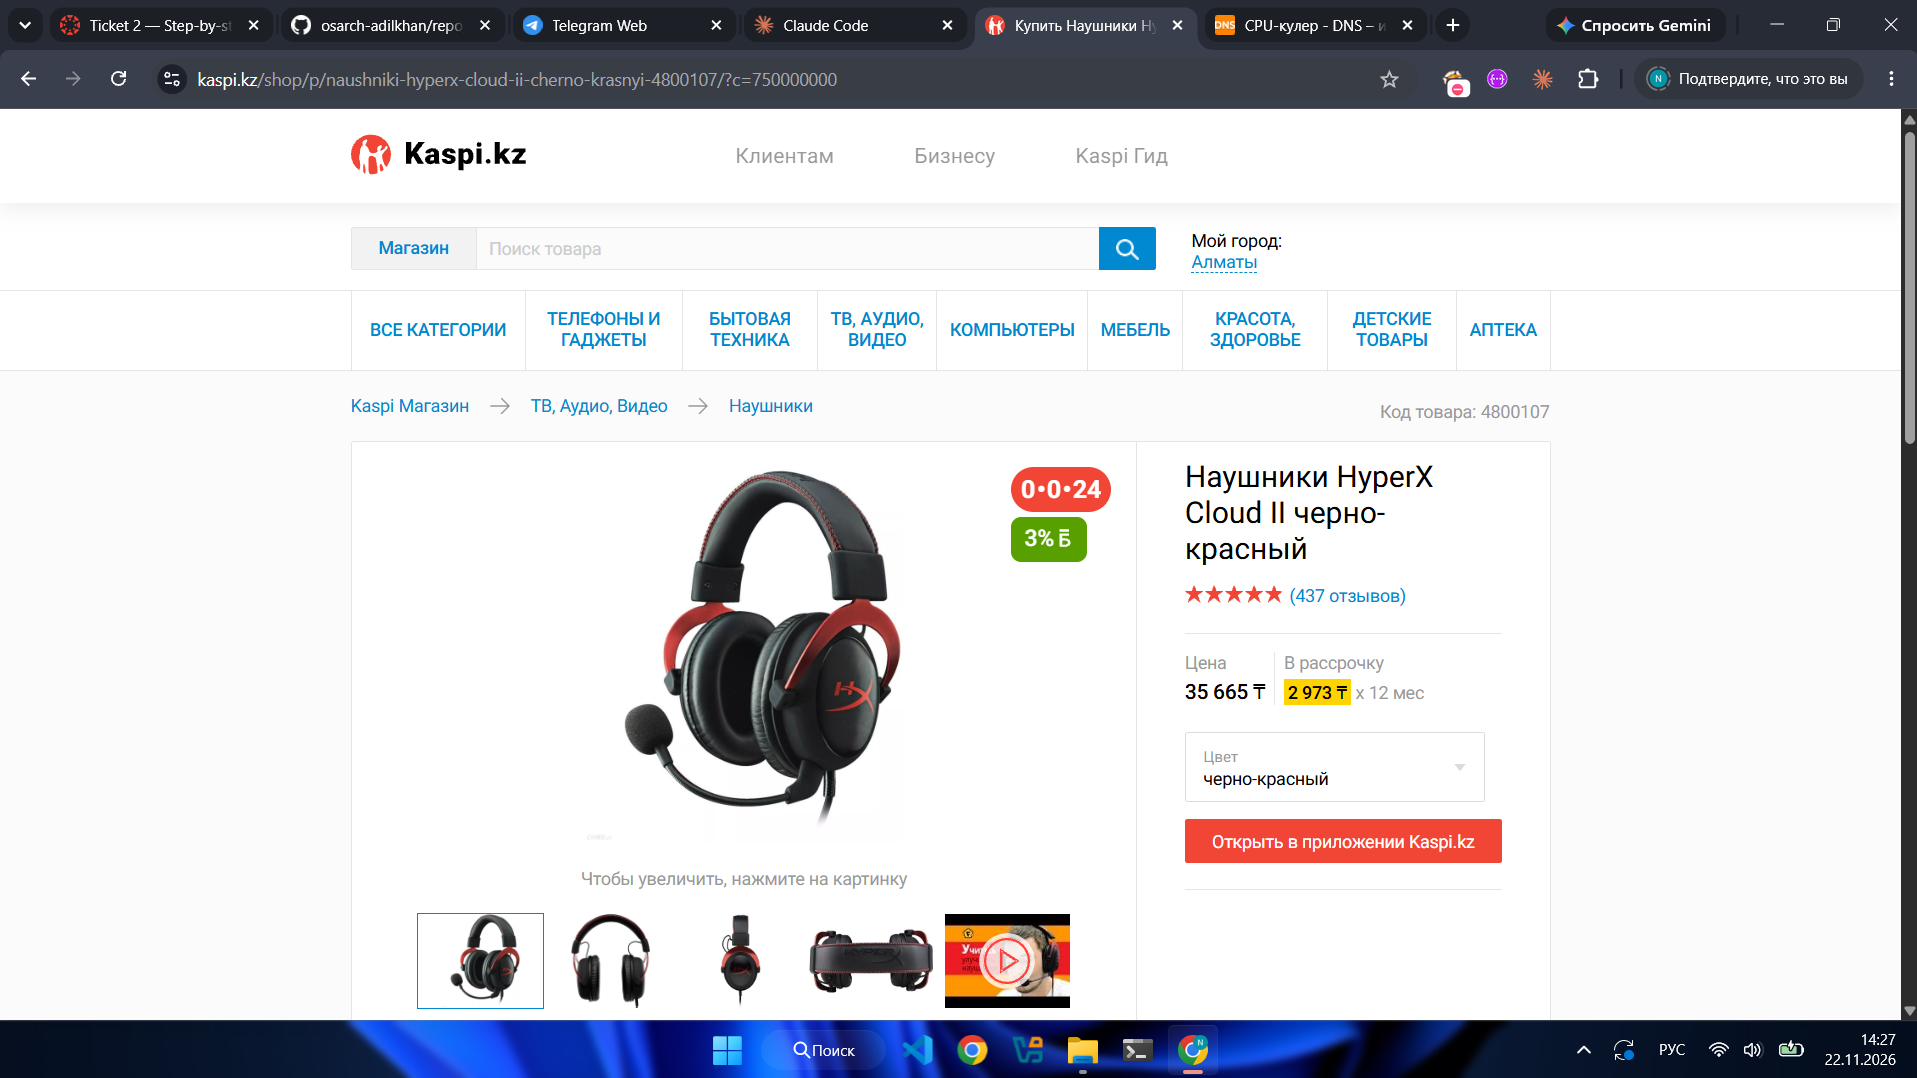 Ticket 2 — Step-by-st
osarch-adilkhan/repo
Telegram Web
Claude Code
Купить Наушники Hy
DNS
CPU-кулер - DNS – и
Спросить Gemini
kaspi.kz/shop/p/naushniki-hyperx-cloud-ii-cherno-krasnyi-4800107/?c=750000000
N
Подтвердите, что это вы
Kaspi.kz
Клиентам
Бизнесу
Kaspi Гид
Магазин
Поиск товара
Мой город:
Алматы
ВСЕ КАТЕГОРИИ
ТЕЛЕФОНЫ И
ГАДЖЕТЫ
БЫТОВАЯ
ТЕХНИКА
ТВ, АУДИО,
ВИДЕО
КОМПЬЮТЕРЫ
МЕБЕЛЬ
КРАСОТА,
ЗДОРОВЬЕ
ДЕТСКИЕ
ТОВАРЫ
АПТЕКА
Kaspi Магазин
ТВ, Аудио, Видео
Наушники
Код товара: 4800107
0•0•24
3% Б
HX
Наушники HyperX
Cloud II черно-
красный
(437 отзывов)
Цена
35 665 ₸
В рассрочку
2 973 ₸ x 12 мес
Цвет
черно-красный
Открыть в приложении Kaspi.kz
Чтобы увеличить, нажмите на картинку
HYPERX
Поиск
N
РУС
14:27
22.11.2026